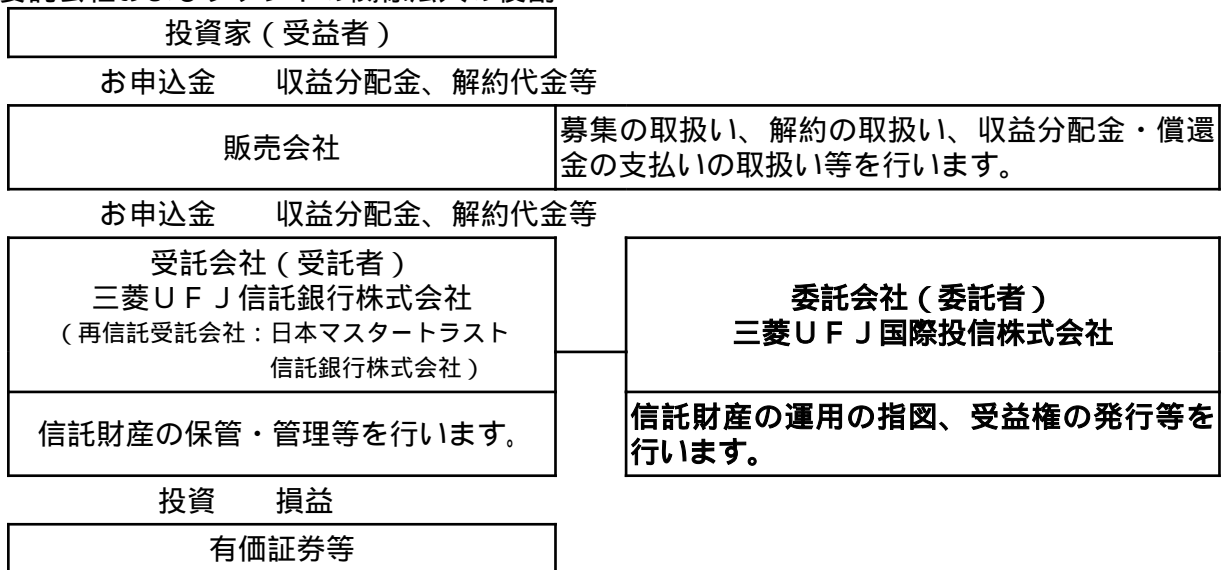 投資家（受益者）
お申込金　　収益分配金、解約代金等
販売会社
募集の取扱い、解約の取扱い、収益分配金・償還
金の支払いの取扱い等を行います。
お申込金　　収益分配金、解約代金等
受託会社（受託者）
三菱ＵＦＪ信託銀行株式会社
（再信託受託会社：日本マスタートラスト
信託銀行株式会社）
信託財産の保管・管理等を行います。
委託会社（委託者）
三菱ＵＦＪ国際投信株式会社
信託財産の運用の指図、受益権の発行等を
行います。
投資　　損益
有価証券等